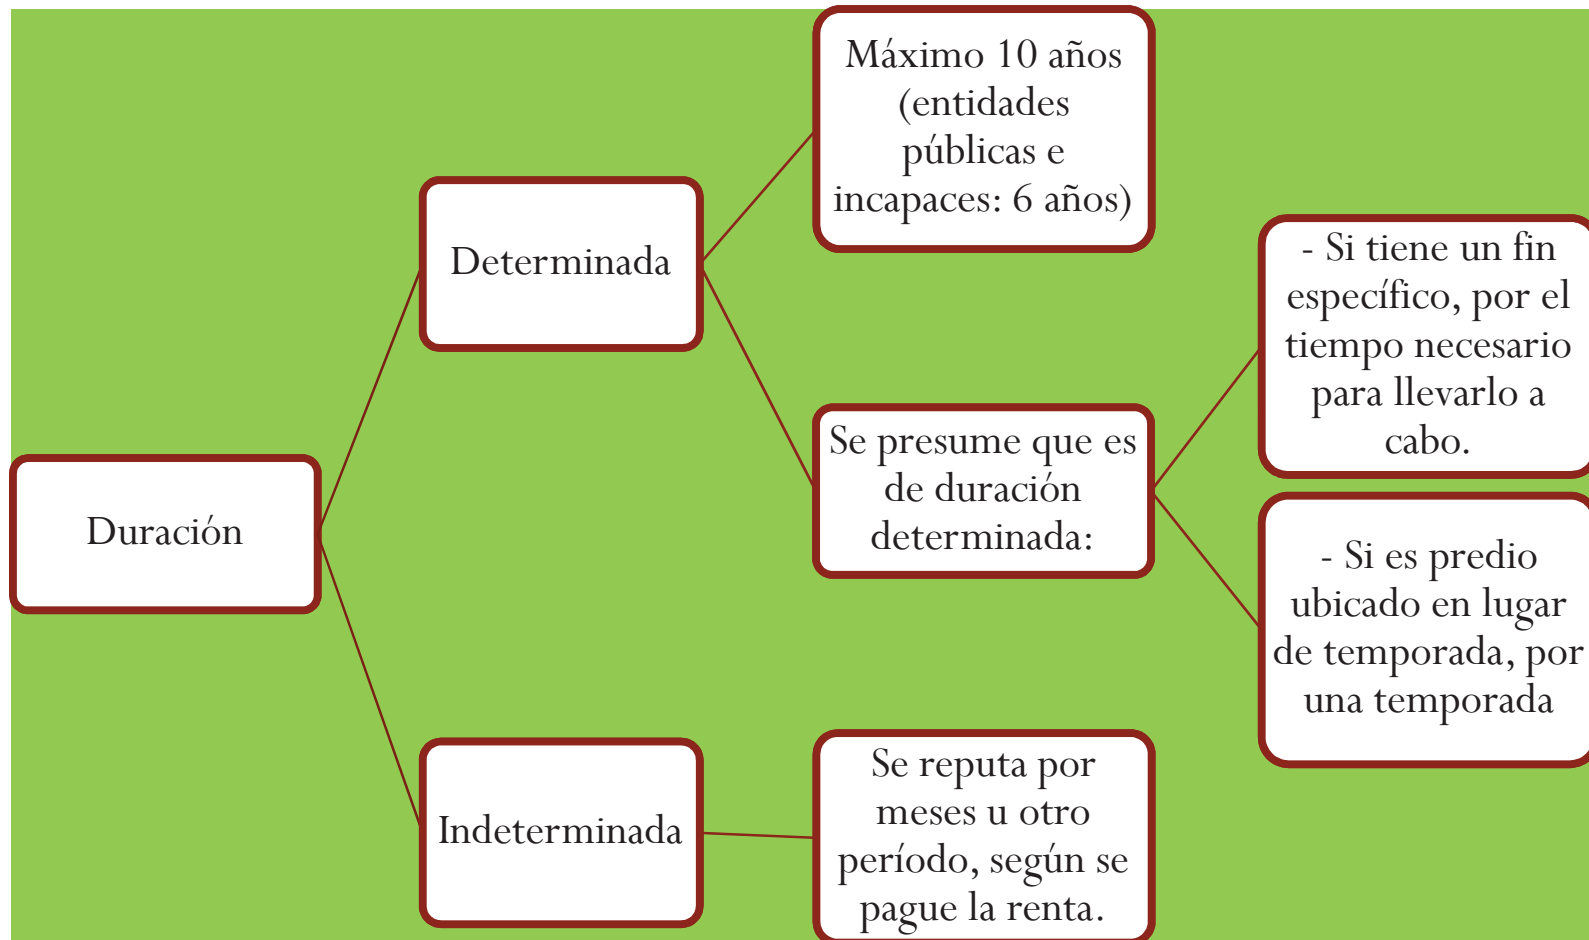 Duración
Determinada
Máximo 10 años
(entidades
públicas e
incapaces: 6 años)
Se presume que es
de duración
determinada:
- Si tiene un fin
específico, por el
tiempo necesario
para llevarlo a
cabo.
- Si es predio
ubicado en lugar
de temporada, por
una temporada
Indeterminada
Se reputa por
meses u otro
período, según se
pague la renta.